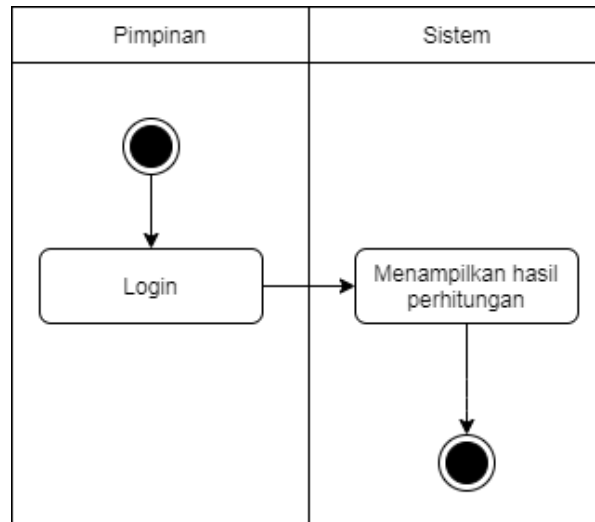 Pimpinan
Sistem
Login
Menampilkan hasil
perhitungan